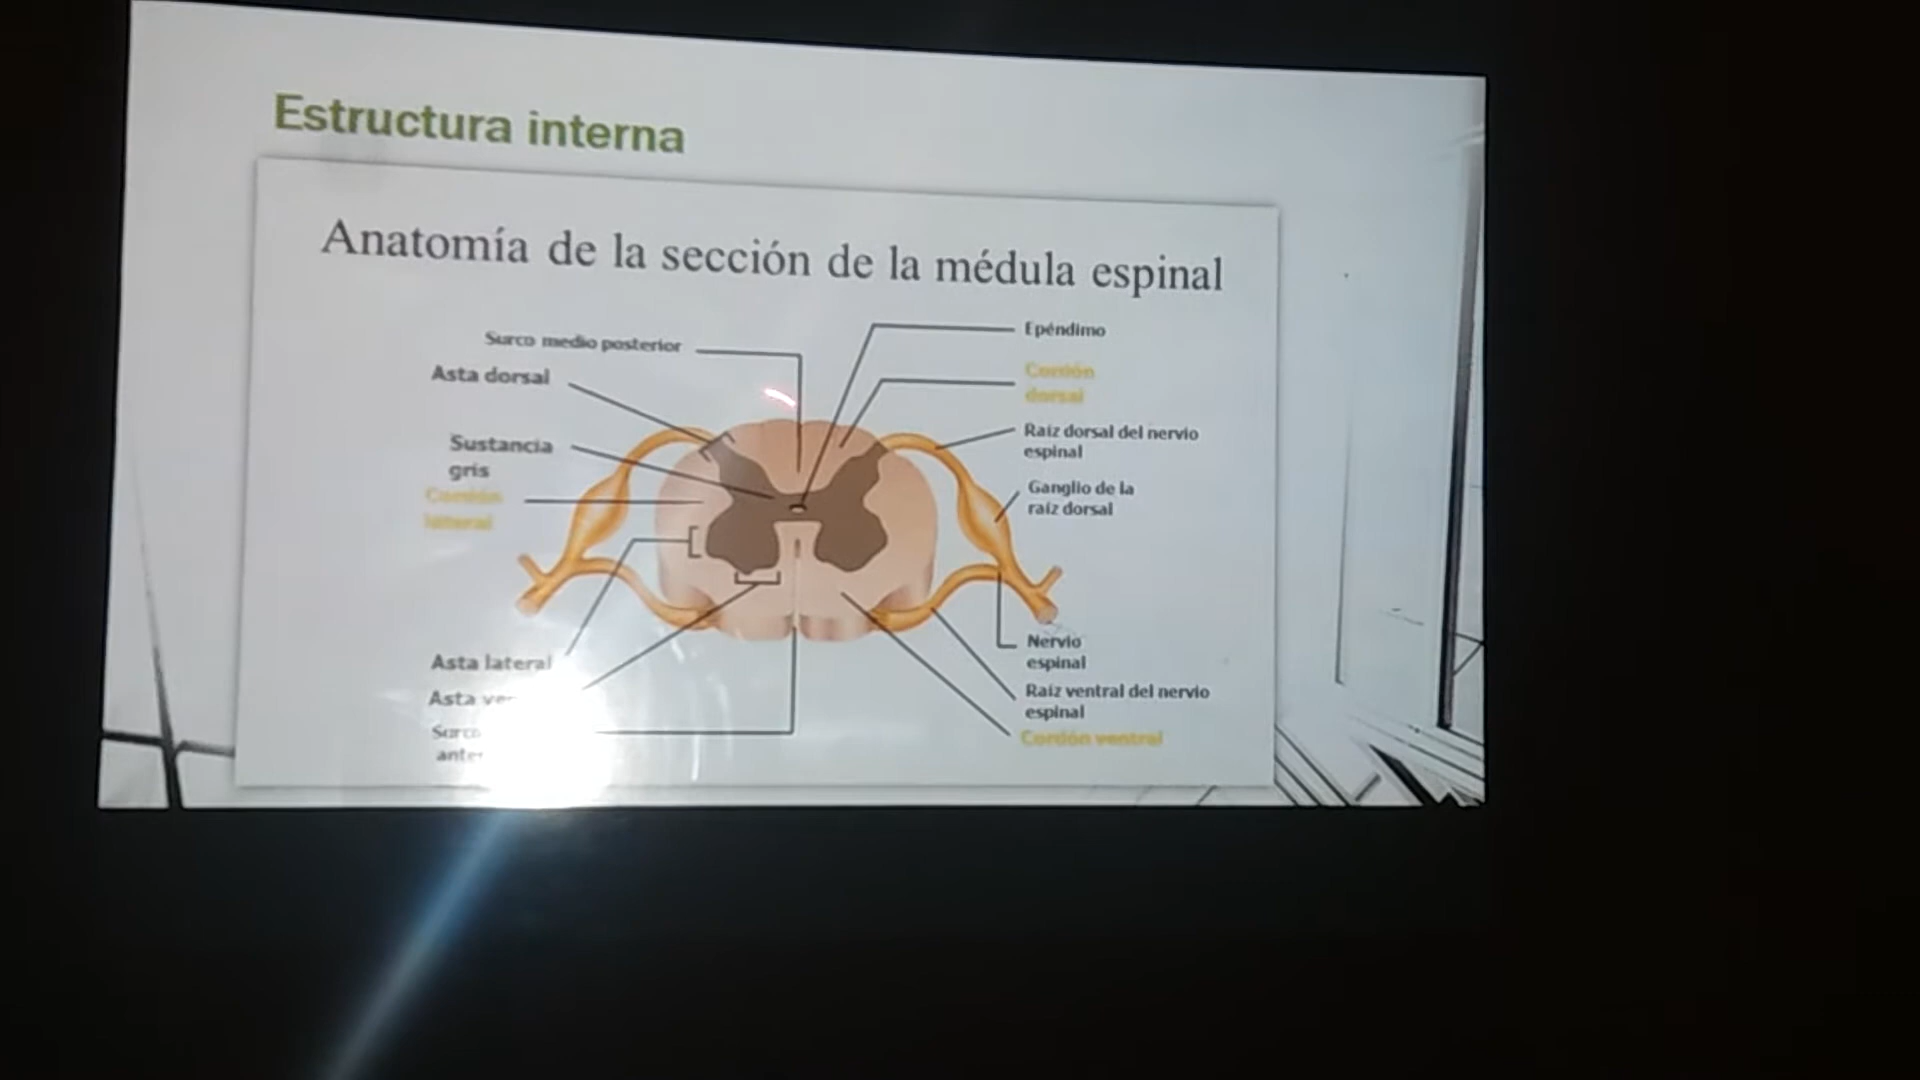 Estructura interna
Anatomía de la sección de la médula espinal
Surco medio posterior
Asta dorsal
Sustancia
gris
Cordón
lateral
Asta lateral
Asta
Surco
Epéndimo
Cordón
dorsal
Raíz dorsal del nervio
espinal
Ganglio de la
raíz dorsal
Nervio
espinal
Raíz ventral del nervio
espinal
Cordón ventral